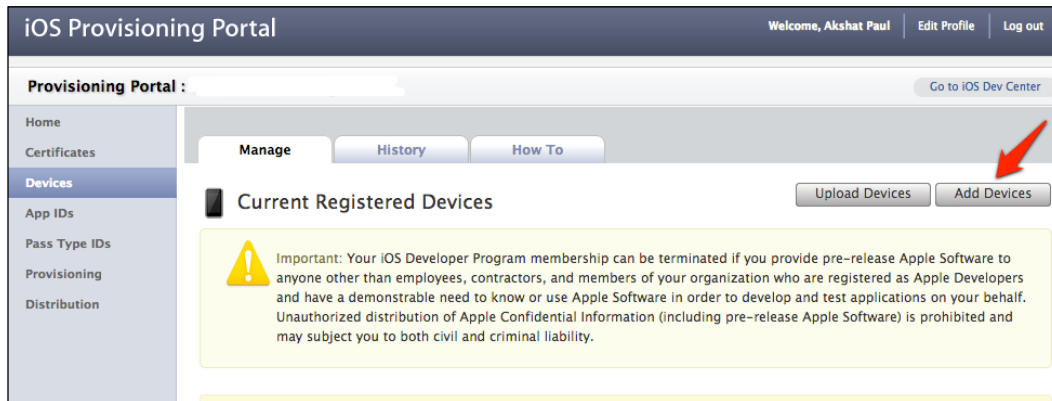 iOS Provisioning Portal
Welcome, Akshat Paul Edit Profile Log out
Provisioning Portal :
Go to iOS Dev Center
Home
Certificates
Devices
App IDs
Pass Type IDs
Provisioning
Distribution
Manage History How To
Current Registered Devices
Upload Devices Add Devices
Important: Your iOS Developer Program membership can be terminated if you provide pre-release Apple Software to
anyone other than employees, contractors, and members of your organization who are registered as Apple Developers
and have a demonstrable need to know or use Apple Software in order to develop and test applications on your behalf.
Unauthorized distribution of Apple Confidential Information (including pre-release Apple Software) is prohibited and
may subject you to both civil and criminal liability.